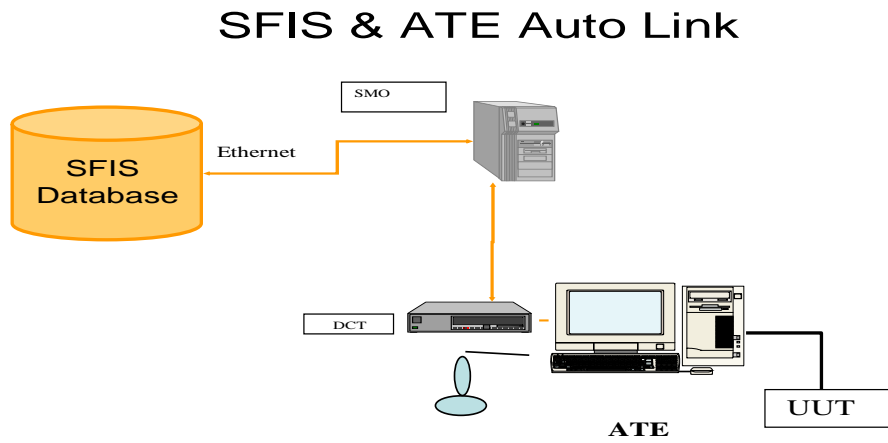 SFIS & ATE Auto Link
SMO
Ethernet
SFIS
Database
DCT
UUT
ATE